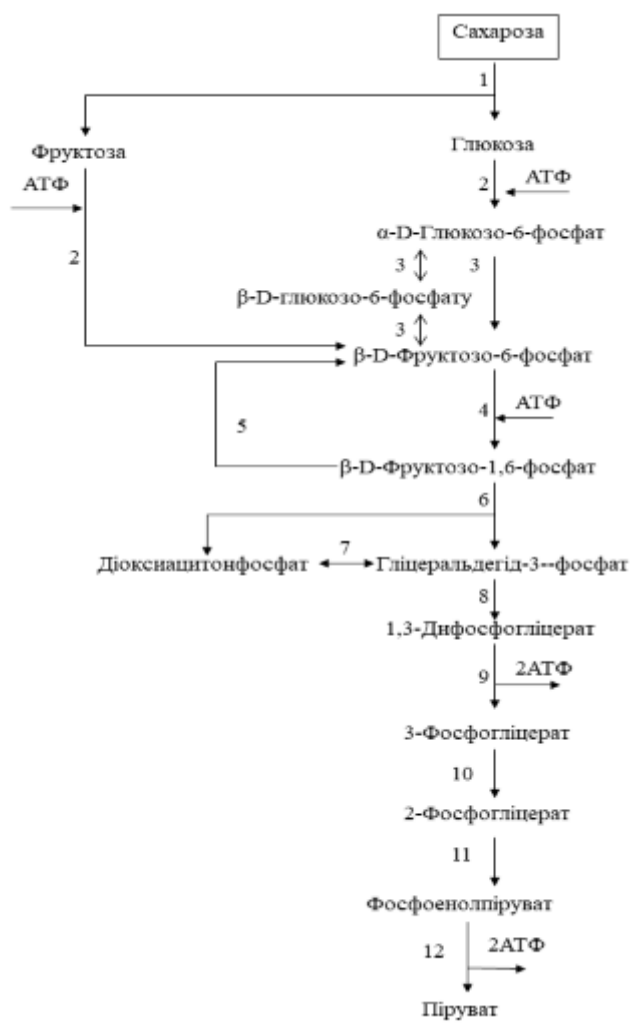 Сахароза
1
Фруктоза
Глюкоза
АТФ
2
АТФ
2
α-D-Глюкозо-6-фосфат
3
3
β-D-глюкозо-6-фосфату
3
β-D-Фруктозо-6-фосфат
5
4
АТФ
β-D-Фруктозо-1,6-фосфат
6
Діоксиацитонфосфат
7
Гліцеральдегід-3--фосфат
8
1,3-Днфосфогліцерат
9
2АТФ
3-Фосфогліцерат
10
2-Фосфогліцерат
11
Фосфоенолпіруват
12
2АТФ
Піруват